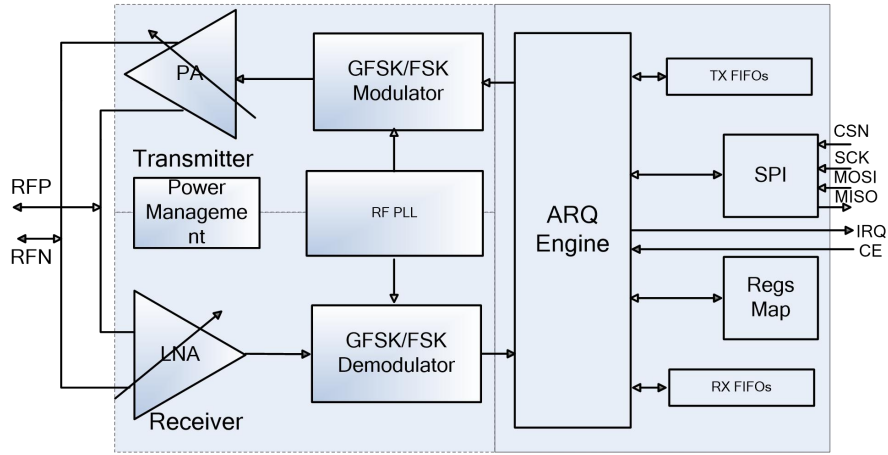 PA
GFSK/FSK
Modulator
TX FIFOs
Transmitter
CSN
SCK
MOSI
MISO
SPI
RFP
RFN
Power
Manageme
nt
RF PLL
ARQ
Engine
IRQ
CE
Regs
Map
LNA
GFSK/FSK
Demodulator
RX FIFOs
Receiver